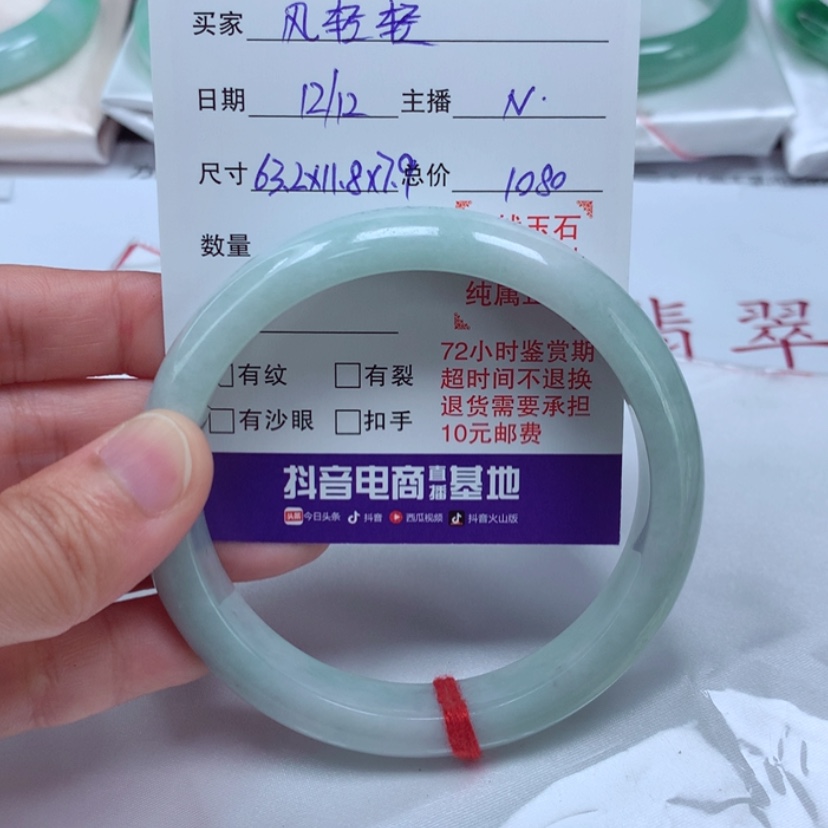 买家 风轻轻
日期 12/12 主播 N.
尺寸 63.2x11.8x7.9 总价 1080
数量
玉石
纯属
翡翠
有纹 有裂
有沙眼 扣手
72小时鉴赏期
超时间不退换
退货需要承担
10元邮费
抖音电商直播基地
头条 今日头条 抖音 西瓜视频 抖音火山版